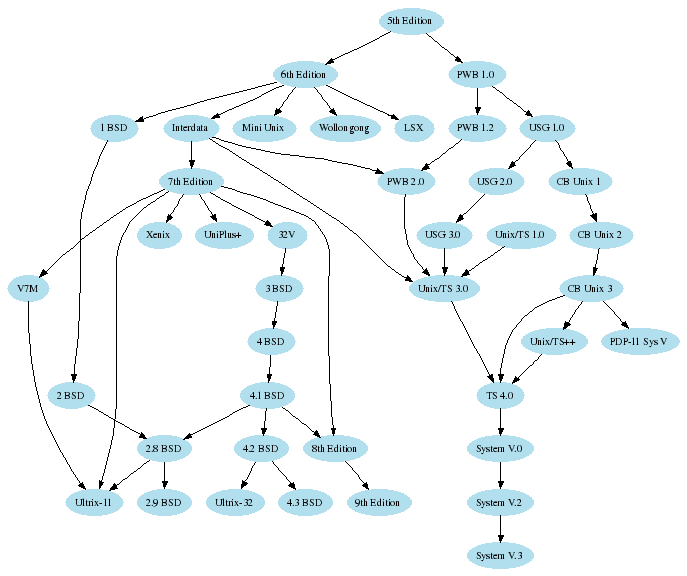 5th Edition
6th Edition
PWB 1.0
1 BSD
Interdata
Mini Unix
Wollongong
LSX
PWB 1.2
USG 1.0
7th Edition
PWB 2.0
USG 2.0
CB Unix 1
Xenix
UniPlus+
32V
USG 3.0
Unix/TS 1.0
CB Unix 2
V7M
3 BSD
Unix/TS 3.0
CB Unix 3
4 BSD
Unix/TS++
PDP-11 Sys V
2 BSD
4.1 BSD
TS 4.0
2.8 BSD
4.2 BSD
8th Edition
System V.0
Ultrix-11
2.9 BSD
Ultrix-32
4.3 BSD
9th Edition
System V.2
System V.3